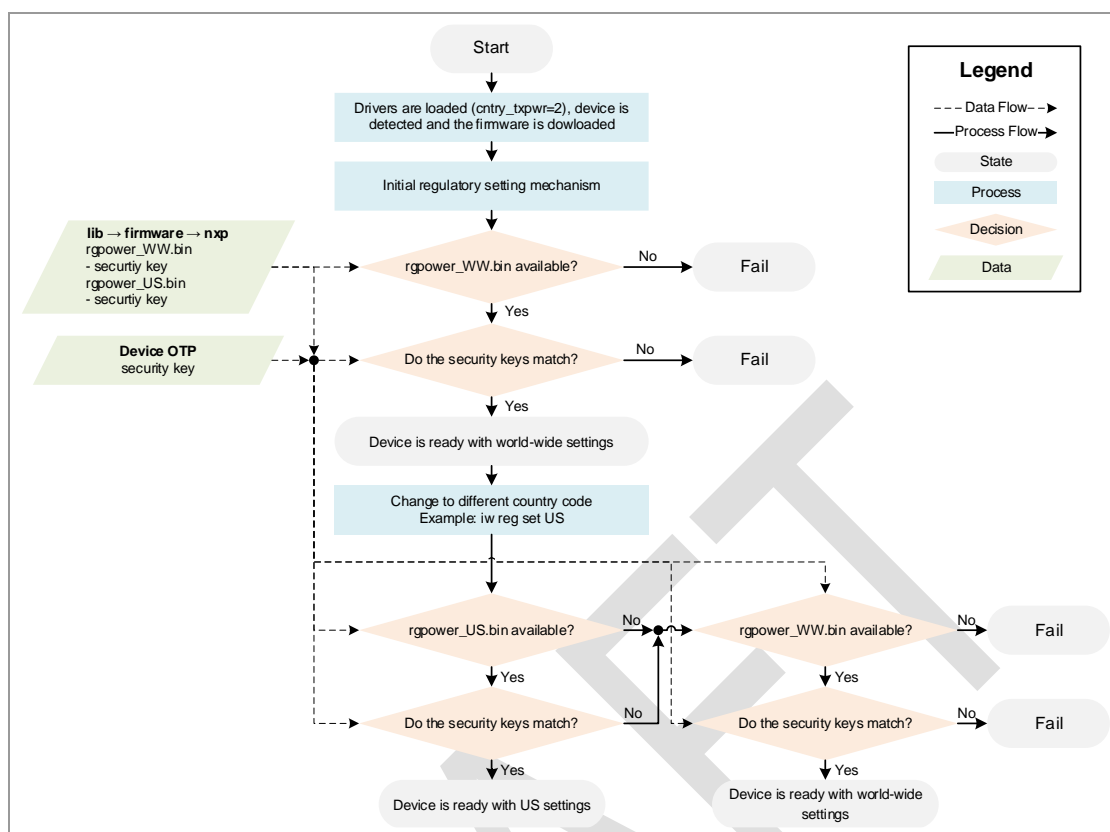 Start
Legend
Data Flow
Process Flow
State
Process
Decision
Data
Drivers are loaded (cntry_txpwr=2), device is
detected and the firmware is dowloaded
Initial regulatory setting mechanism
lib → firmware → nxp
rgpower_WW.bin
- securtiy key
rgpower_US.bin
- securtiy key
rgpower_WW.bin available?
No
Fail
Yes
Device OTP
security key
Do the security keys match?
No
Fail
Yes
Device is ready with world-wide settings
Change to different country code
Example: iw reg set US
rgpower_US.bin available?
No
rgpower_WW.bin available?
No
Fail
Yes
Yes
Do the security keys match?
No
Do the security keys match?
No
Fail
Yes
Yes
Device is ready with US settings
Device is ready with world-wide
settings